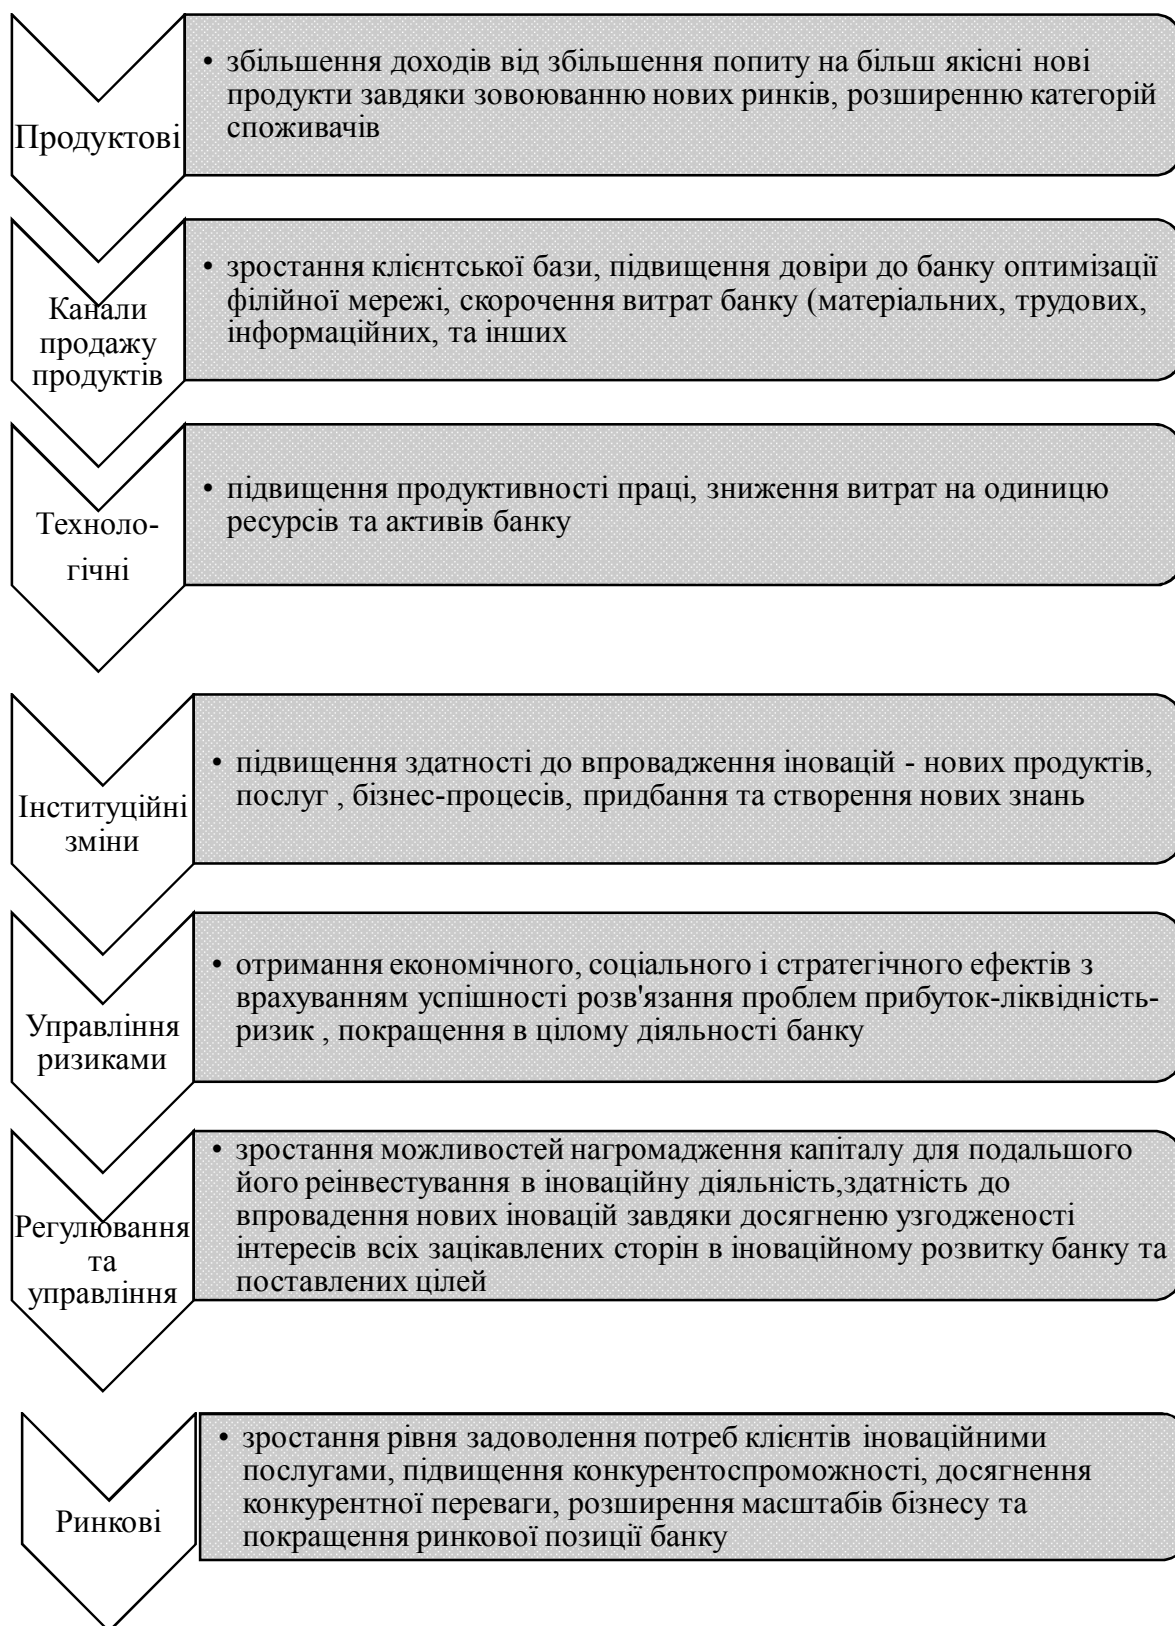 Продуктові
• збільшення доходів від збільшення попиту на більш якісні нові
продукти завдяки зовоюванню нових ринків, розширенню категорій
споживачів
Канали
продажу
продуктів
• зростання клієнтської бази, підвищення довіри до банку оптимізації
філійної мережі, скорочення витрат банку (матеріальних, трудових,
інформаційних, та інших
Техноло-
гічні
• підвищення продуктивності праці, зниження витрат на одиницю
ресурсів та активів банку
Інституційні
зміни
• підвищення здатності до впровадження іновацій - нових продуктів,
послуг , бізнес-процесів, придбання та створення нових знань
Управління
ризиками
• отримання економічного, соціального і стратегічного ефектів з
врахуванням успішності розв'язання проблем прибуток-ліквідність-
ризик , покращення в цілому діяльності банку
Регулювання
та
управління
• зростання можливостей нагромадження капіталу для подальшого
його реінвестування в іноваційну діяльність,здатність до
впровадення нових іновацій завдяки досягненю узгодженості
інтересів всіх зацікавлених сторін в іноваційному розвитку банку та
поставлених цілей
Ринкові
• зростання рівня задоволення потреб клієнтів іноваційними
послугами, підвищення конкурентоспроможності, досягнення
конкурентної переваги, розширення масштабів бізнесу та
покращення ринкової позиції банку